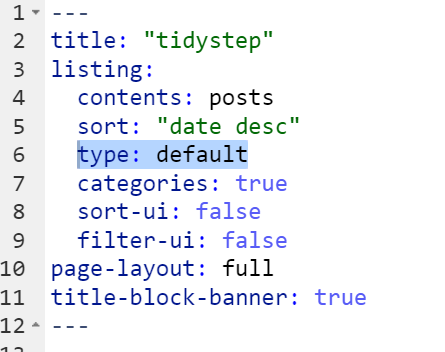 1 ---
2 title: "tidystep"
3 listing:
4   contents: posts
5   sort: "date desc"
6   type: default
7   categories: true
8   sort-ui: false
9   filter-ui: false
10 page-layout: full
11 title-block-banner: true
12 ---